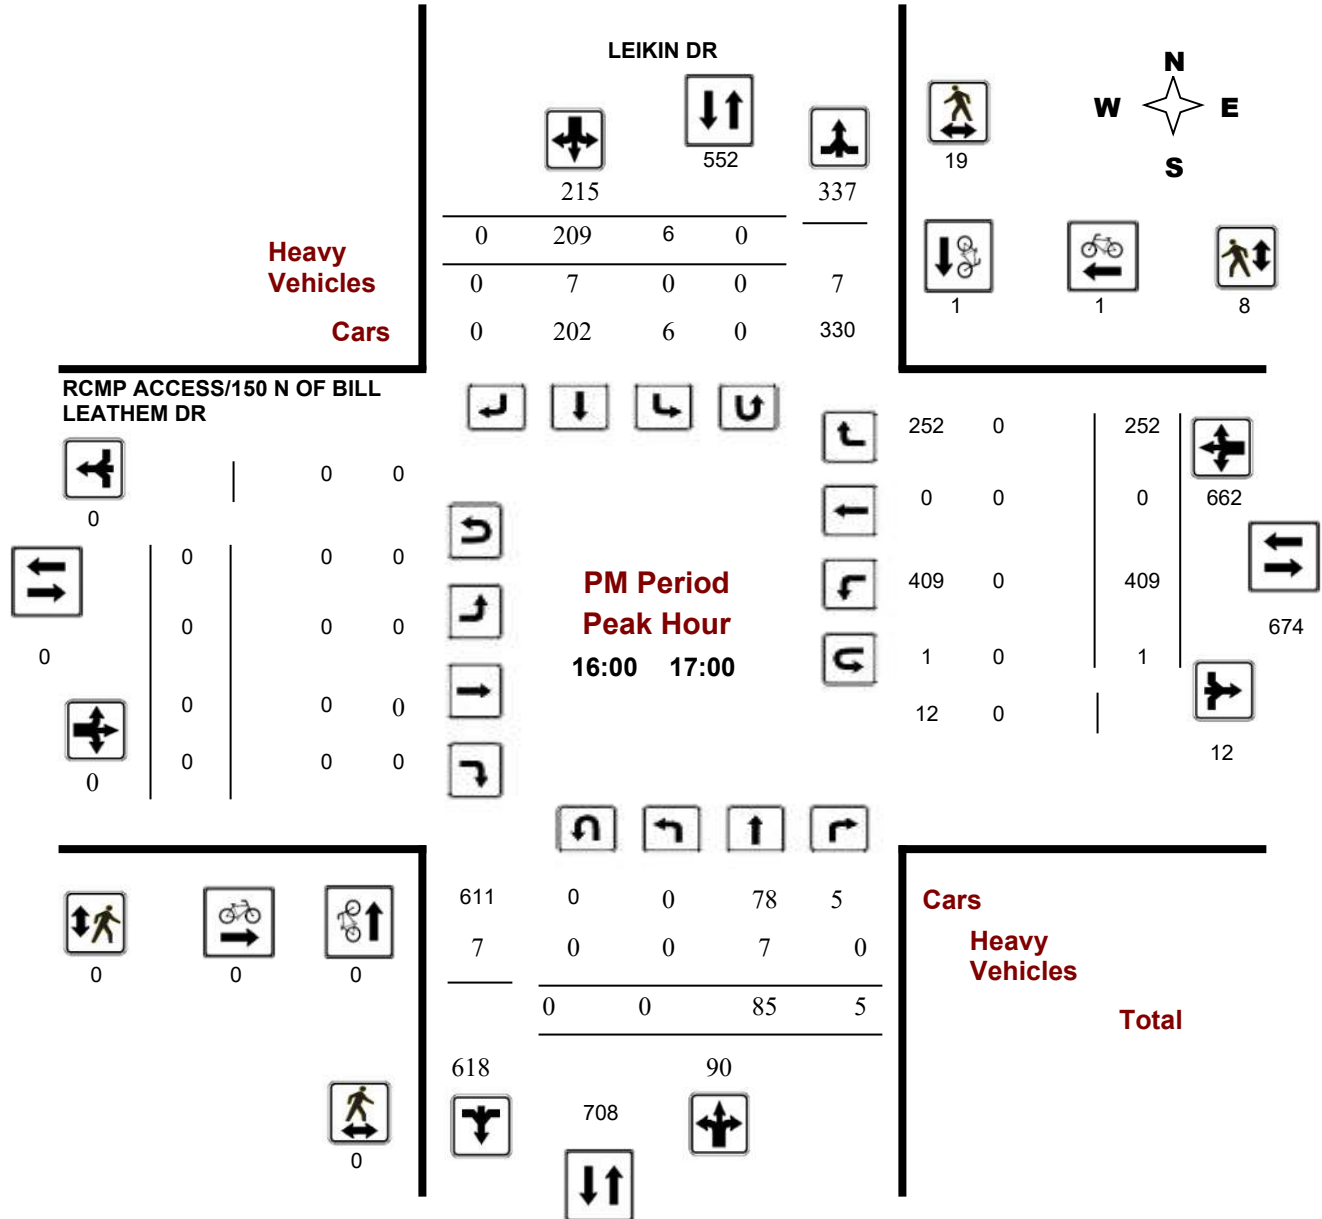 LEIKIN DR
N
W E
S
552
19
215 337
0 209 6 0
Heavy
Vehicles
0 7 0 0 7
1 1 8
Cars 0 202 6 0 330
RCMP ACCESS/150 N OF BILL
LEATHEM DR
252 0 252
0 0
0
0 0 0 662
0 0 0
PM Period
409 0 409
Peak Hour
0 0 0
674
0
16:00 17:00
1 0 1
0 0 0
12 0
0 0 0
0
12
611 0 0 78 5
Cars
7 0 0 7 0
Heavy
Vehicles
0 0 0
0 0 85 5
Total
618 90
708
0